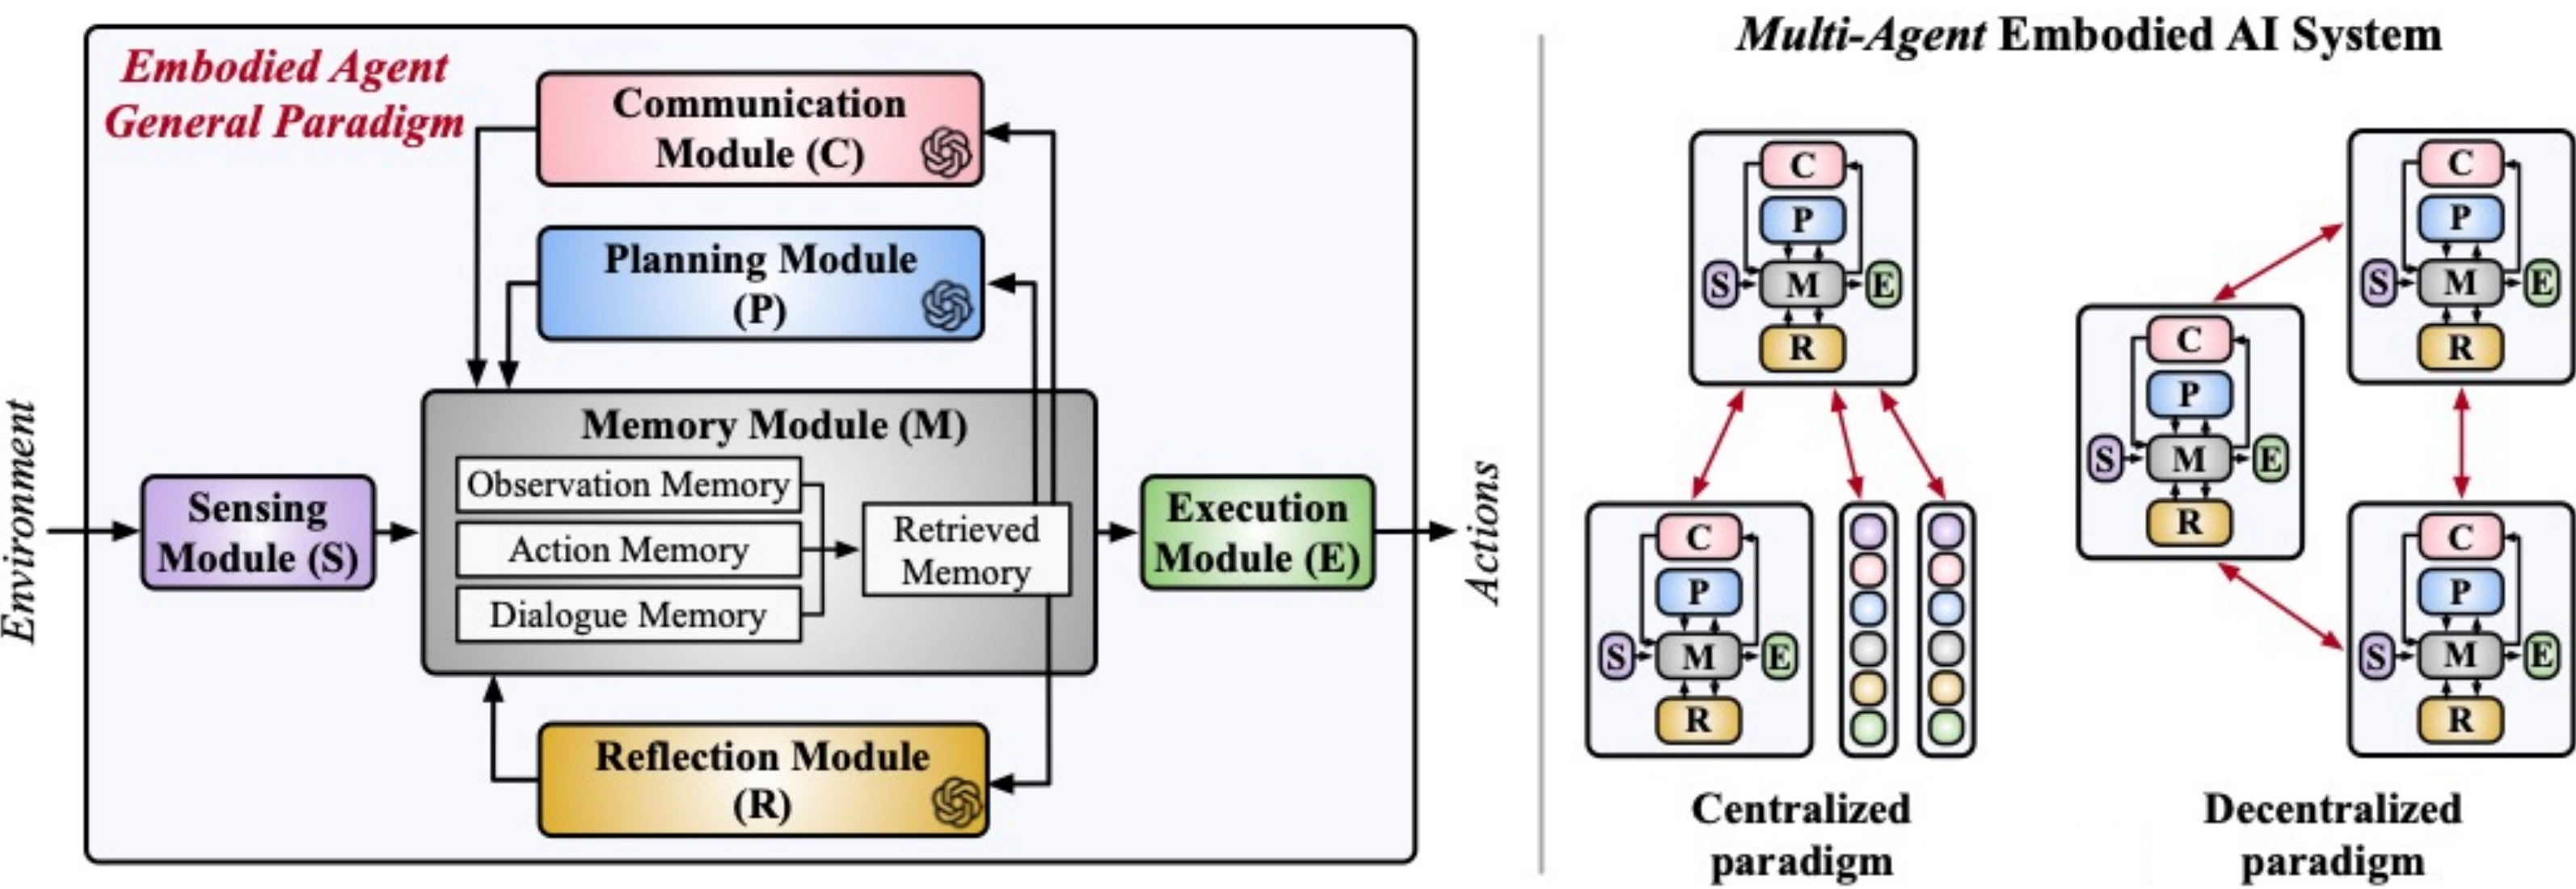 Embodied Agent
General Paradigm
Communication
Module (C)
Planning Module
(P)
Memory Module (M)
Observation Memory
Action Memory
Dialogue Memory
Retrieved
Memory
Environment
Sensing
Module (S)
Execution
Module (E)
Actions
Reflection Module
(R)
Multi-Agent Embodied AI System
C
P
S
M
E
R
C
P
S
M
E
R
Centralized
paradigm
C
P
S
M
E
R
C
P
S
M
E
R
C
P
S
M
E
R
Decentralized
paradigm